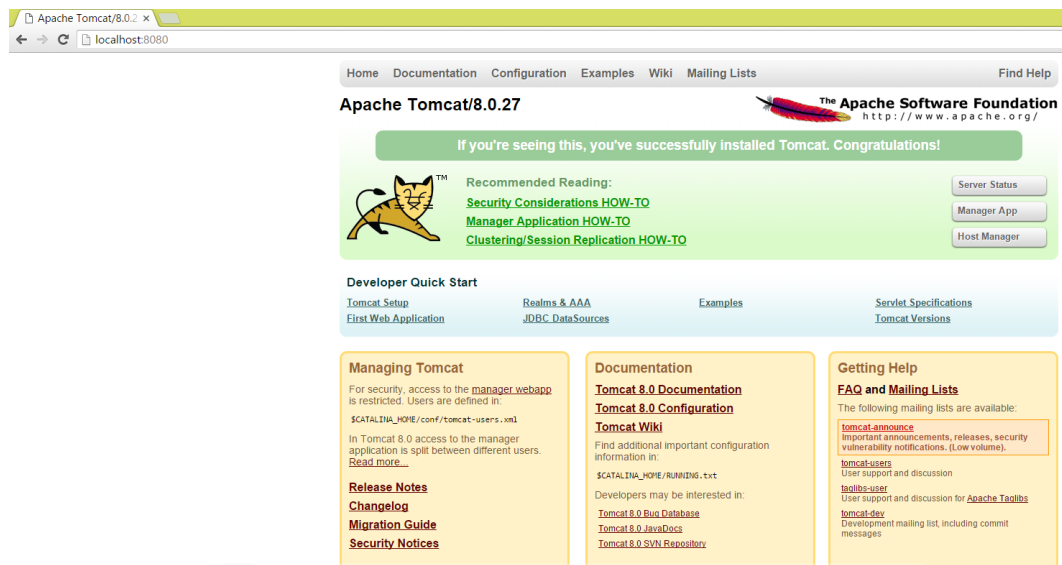 Apache Tomcat/8.0.2
localhost:8080
Home Documentation Configuration Examples Wiki Mailing Lists Find Help
Apache Tomcat/8.0.27
The Apache Software Foundation
http://www.apache.org/
If you're seeing this, you've successfully installed Tomcat. Congratulations!
TM
Recommended Reading:
Security Considerations HOW-TO
Manager Application HOW-TO
Clustering/Session Replication HOW-TO
Server Status
Manager App
Host Manager
Developer Quick Start
Tomcat Setup
First Web Application
Realms & AAA
JDBC DataSources
Examples
Servlet Specifications
Tomcat Versions
Managing Tomcat
For security, access to the manager webapp
is restricted. Users are defined in:
$CATALINA_HOME/conf/tomcat-users.xml
In Tomcat 8.0 access to the manager
application is split between different users.
Read more...
Release Notes
Changelog
Migration Guide
Security Notices
Documentation
Tomcat 8.0 Documentation
Tomcat 8.0 Configuration
Tomcat Wiki
Find additional important configuration
information in:
$CATALINA_HOME/RUNNING.txt
Developers may be interested in:
Tomcat 8.0 Bug Database
Tomcat 8.0 JavaDocs
Tomcat 8.0 SVN Repository
Getting Help
FAQ and Mailing Lists
The following mailing lists are available:
tomcat-announce
Important announcements, releases, security
vulnerability notifications. (Low volume).
tomcat-users
User support and discussion
taglibs-user
User support and discussion for Apache Taglibs
tomcat-dev
Development mailing list, including commit
messages